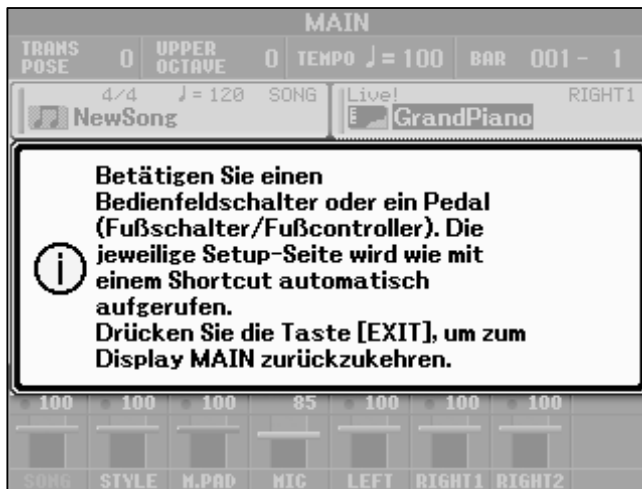 MAIN
TRANS POSE 0 UPPER OCTAVE 0 TEMPO ♩= 100 BAR 001 - 1
4/4 ♩= 120 SONG Live! RIGHT1
NewSong GrandPiano
Betätigen Sie einen
Bedienfeldschalter oder ein Pedal
(Fußschalter/Fußcontroller). Die
jeweilige Setup-Seite wird wie mit
einem Shortcut automatisch
aufgerufen.
Drücken Sie die Taste [EXIT], um zum
Display MAIN zurückzukehren.
100 100 100 85 100 100 100
SONG STYLE M.PAD MIC LEFT RIGHT1 RIGHT2